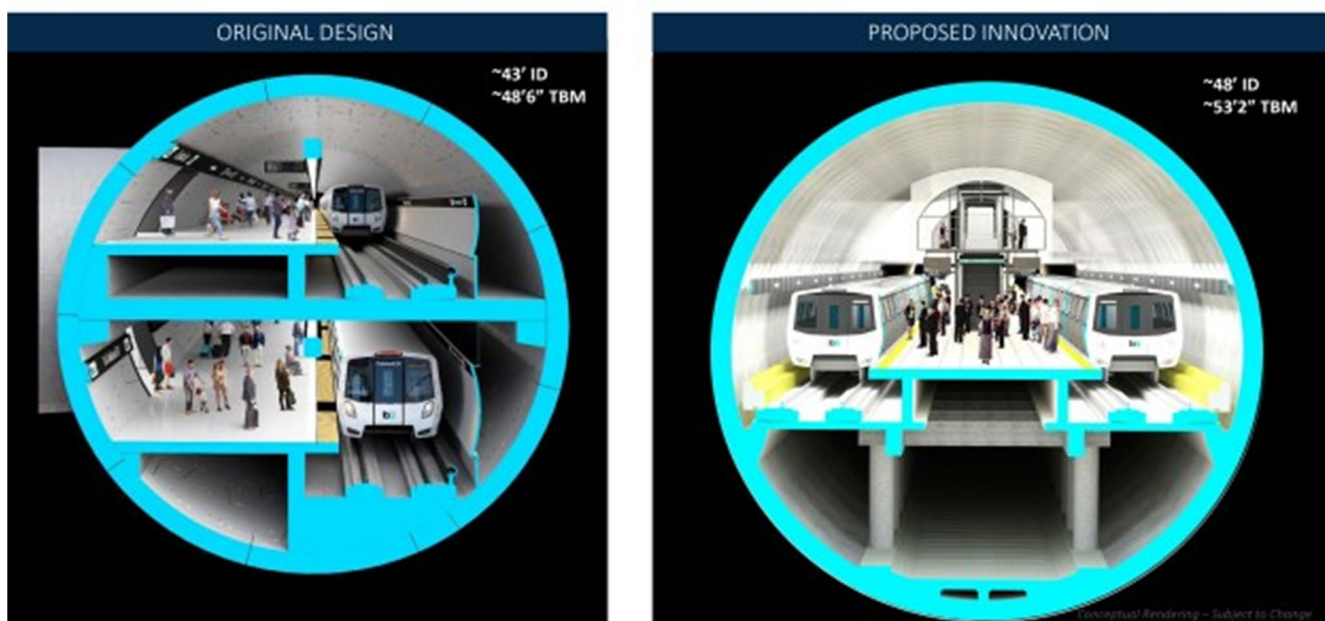 ORIGINAL DESIGN
~43' ID
~48'6" TBM
PROPOSED INNOVATION
~48' ID
~53'2" TBM
Conceptual Rendering – Subject to Change